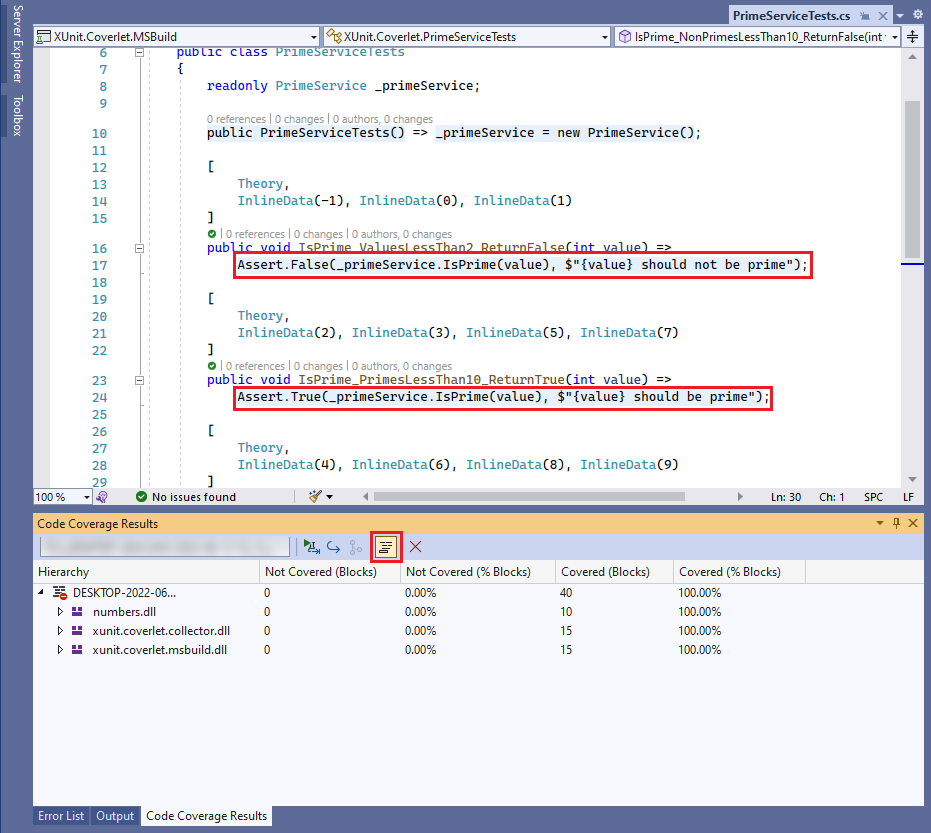 PrimeServiceTests.cs
Server Explorer
Toolbox
XUnit.Coverlet.MSBuild
XUnit.Coverlet.PrimeServiceTests
IsPrime_NonPrimesLessThan10_ReturnFalse(int
6 public class PrimeServiceTests
7 {
8 readonly PrimeService _primeService;
9
0 references | 0 changes | 0 authors, 0 changes
10 public PrimeServiceTests() => _primeService = new PrimeService();
11
12 [
13 Theory,
14 InlineData(-1), InlineData(0), InlineData(1)
15 ]
| 0 references | 0 changes | 0 authors, 0 changes
16 public void IsPrime_ValuesLessThan2_ReturnFalse(int value) =>
17 Assert.False(_primeService.IsPrime(value), $"{value} should not be prime");
18
19 [
20 Theory,
21 InlineData(2), InlineData(3), InlineData(5), InlineData(7)
22 ]
| 0 references | 0 changes | 0 authors, 0 changes
23 public void IsPrime_PrimesLessThan10_ReturnTrue(int value) =>
24 Assert.True(_primeService.IsPrime(value), $"{value} should be prime");
25
26 [
27 Theory,
28 InlineData(4), InlineData(6), InlineData(8), InlineData(9)
29 ]
100 % No issues found Ln: 30 Ch: 1 SPC LF
Code Coverage Results
Hierarchy Not Covered (Blocks) Not Covered (% Blocks) Covered (Blocks) Covered (% Blocks)
DESKTOP-2022-06... 0 0.00% 40 100.00%
numbers.dll 0 0.00% 10 100.00%
xunit.coverlet.collector.dll 0 0.00% 15 100.00%
xunit.coverlet.msbuild.dll 0 0.00% 15 100.00%
Error List Output Code Coverage Results